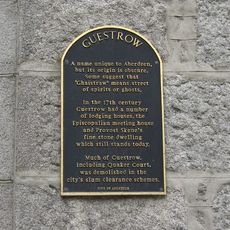 GUESTROW
A name unique to Aberdeen,
but its origin is obscure.
Some suggest that
"Ghaistraw" means street
of spirits or ghosts.
In the 17th century
Guestrow had a number
of lodging houses, the
Episcopalian meeting house
and Provost Skene's
fine stone dwelling
which still stands today.
Much of Guestrow,
including Quaker Court,
was demolished in the
city's slum clearance schemes.
CITY OF ABERDEEN